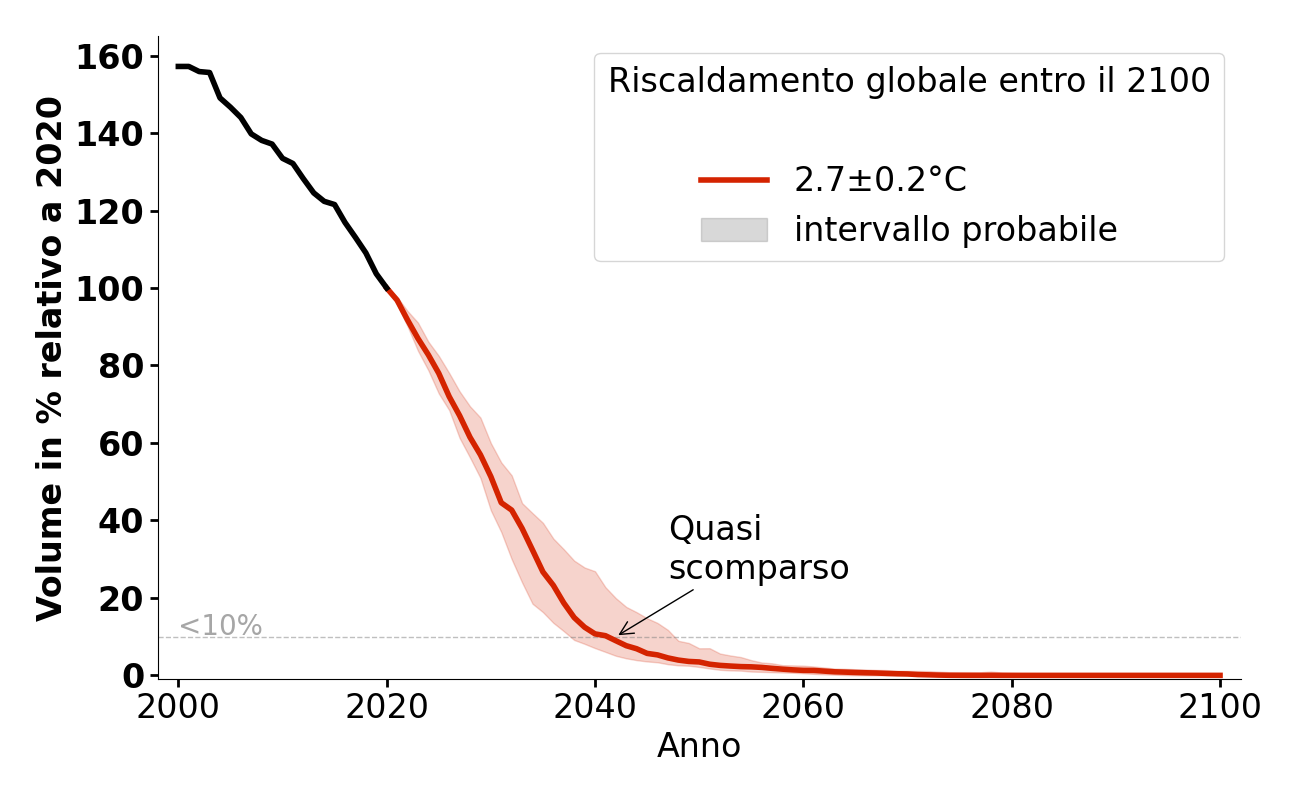 Volume in % relativo a 2020
160
140
120
100
80
60
40
20
0
Riscaldamento globale entro il 2100
2.7±0.2°C
intervallo probabile
Quasi
scomparso
<10%
2000 2020 2040 2060 2080 2100
Anno